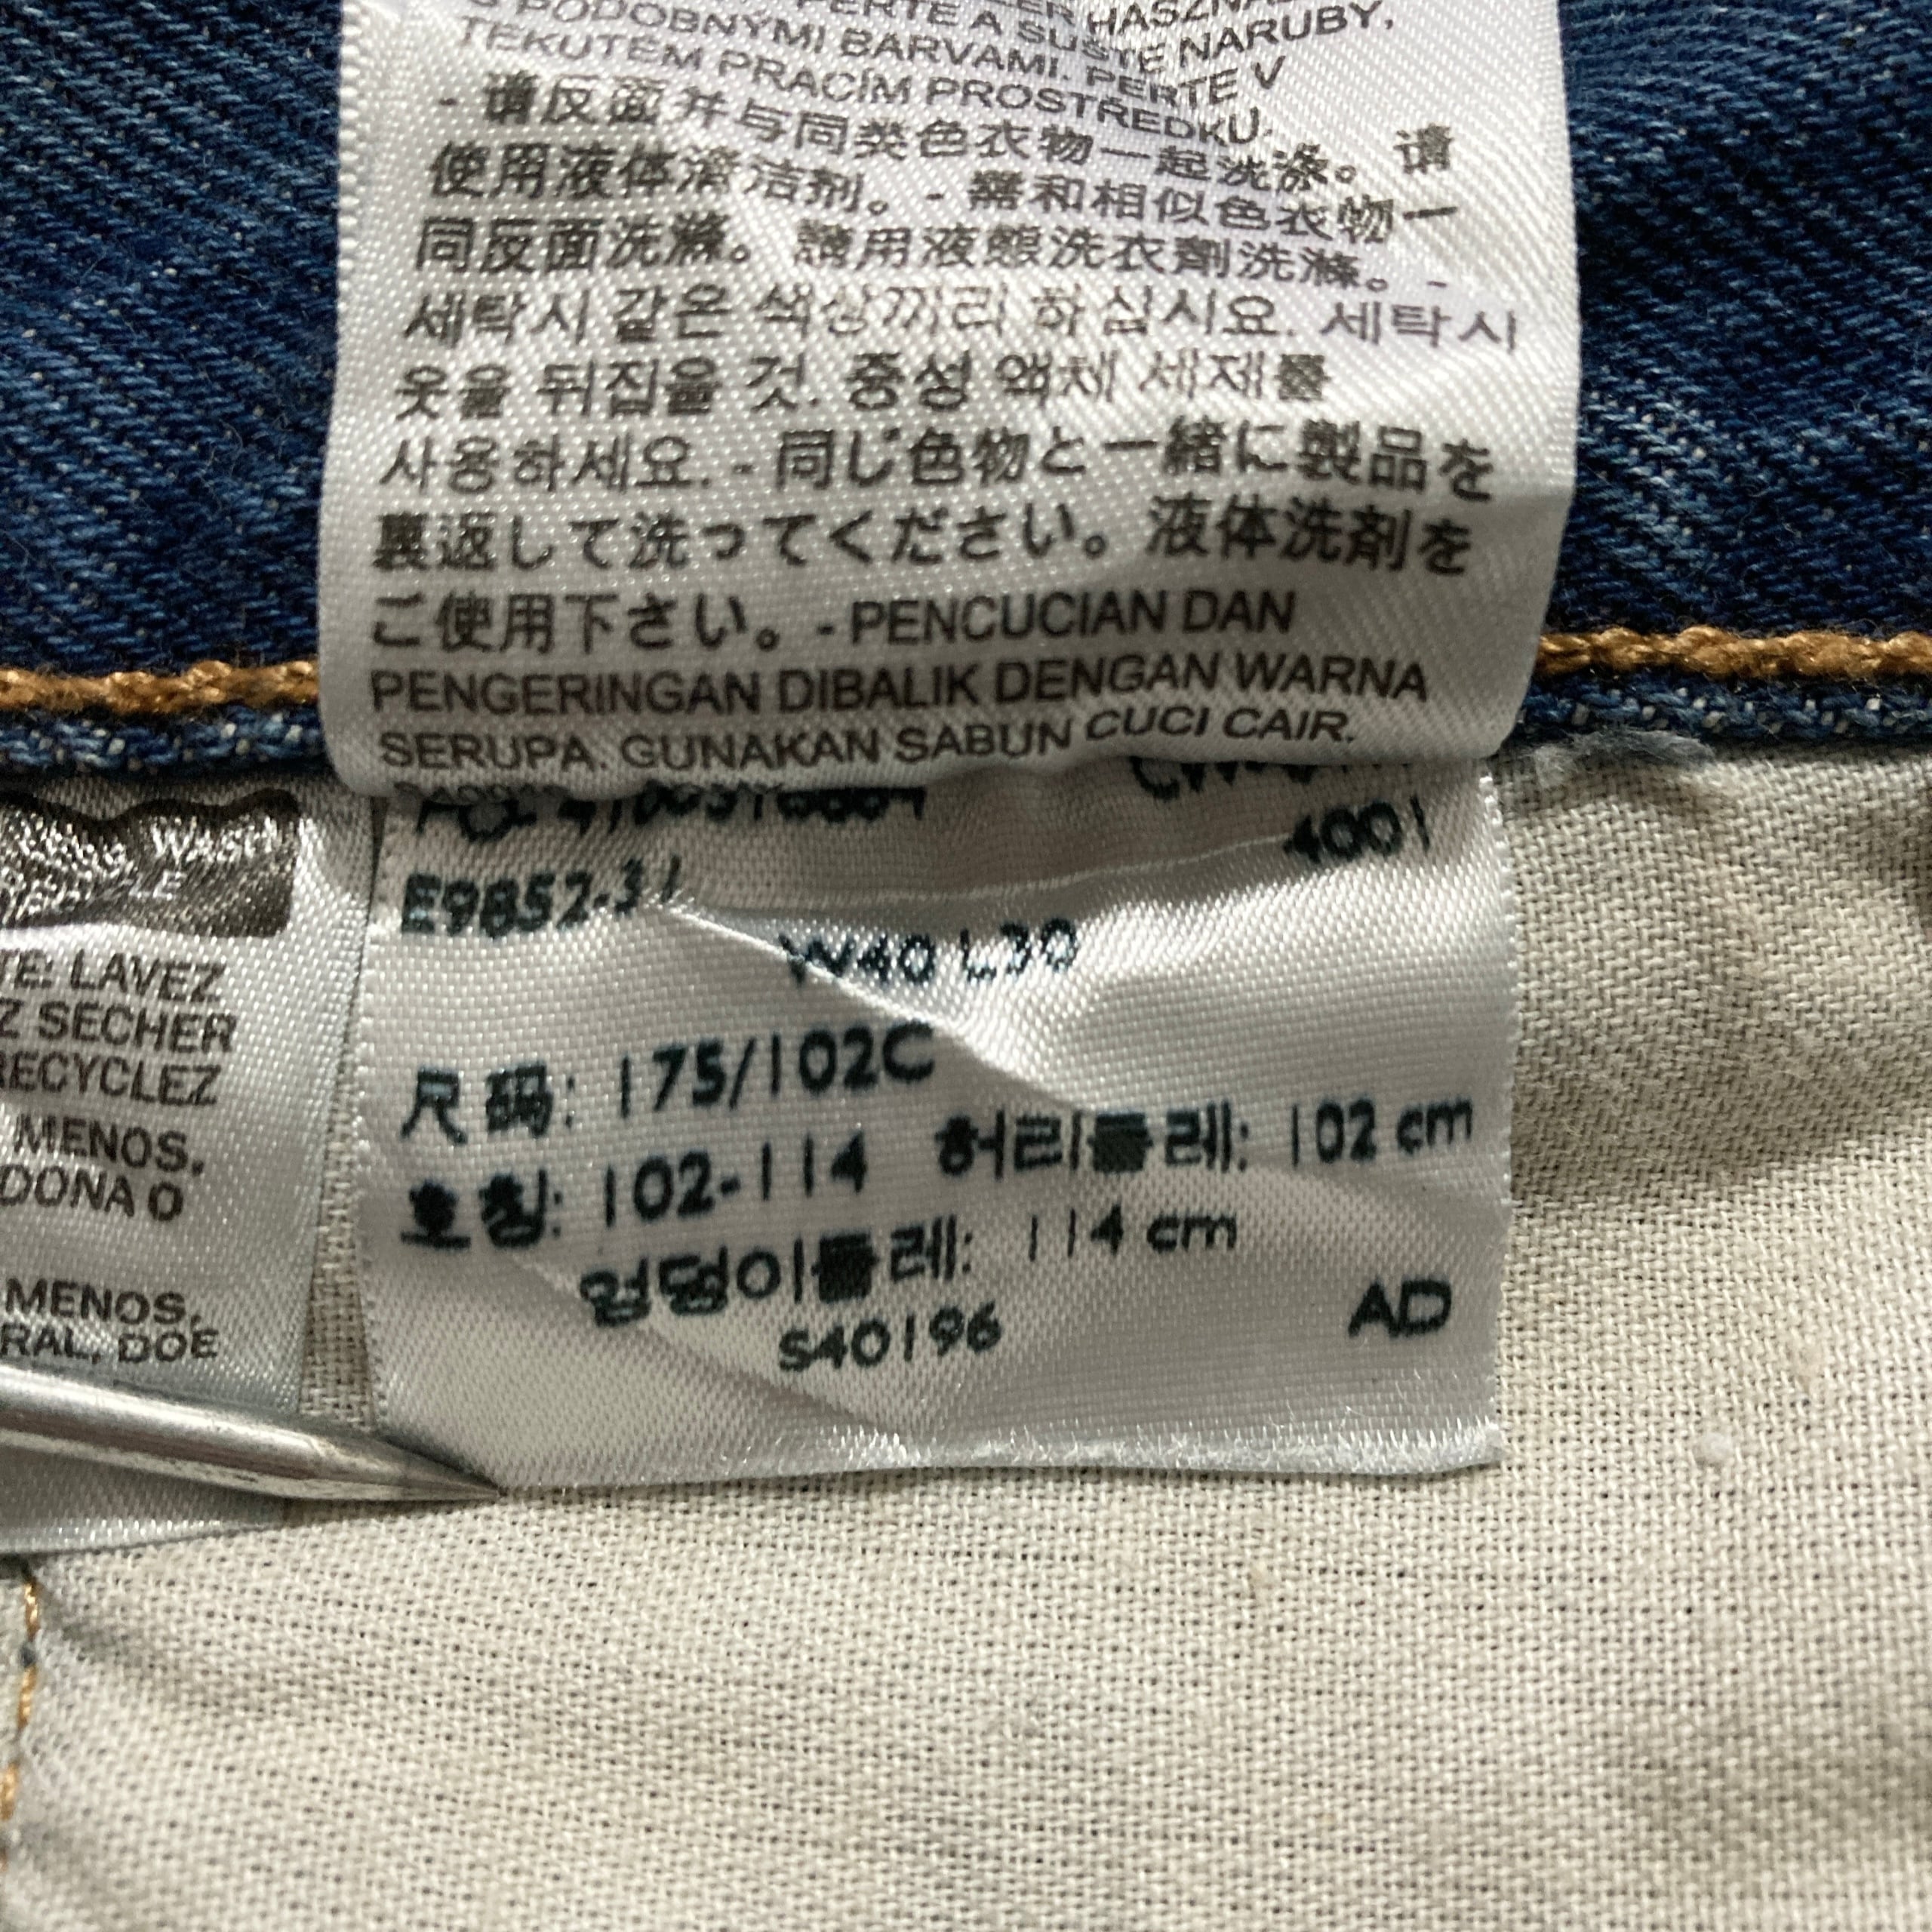 PERTE A SUŠTE NARUBY,
S PODOBNÝMI BARVAMI. PERTE V
TEKUTÉM PRACÍM PROSTŘEDKU.
- 请反面并与同类色衣物一起洗涤。请
使用液体清洁剂。- 需和相似色衣物一
同反面洗滌。請用液態洗衣劑洗滌。-
세탁시 같은 색상끼리 하십시요. 세탁시
옷을 뒤집을 것. 중성 액체 세제를
사용하세요. - 同じ色物と一緒に製品を
裏返して洗ってください。液体洗剤を
ご使用下さい。- PENCUCIAN DAN
PENGERINGAN DIBALIK DENGAN WARNA
SERUPA. GUNAKAN SABUN CUCI CAIR.
4001
E9852-31
W40 L30
尺码: 175/102C
호칭: 102-114 허리둘레: 102 cm
엉덩이둘레: 114 cm
S40196 AD
WASH
TE: LAVEZ
Z SECHER
RECYCLEZ
MENOS,
DONA O
MENOS,
RAL, DOE